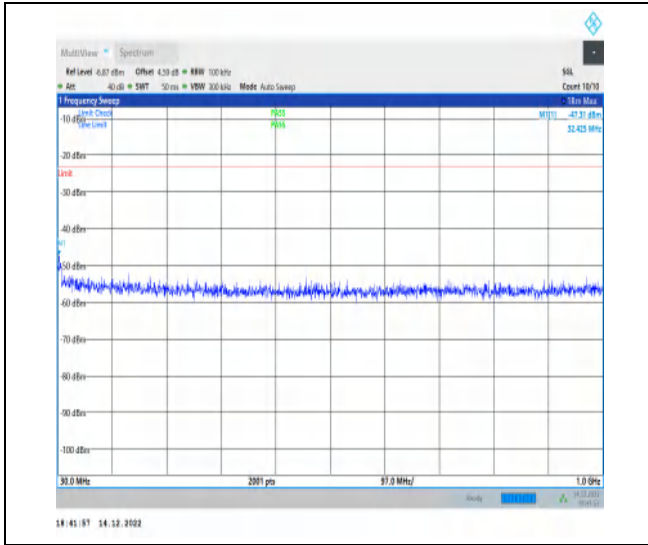 MultiView Spectrum
Ref Level -6.87 dBm Offset 4.50 dB RBW 100 kHz SGL
Att 40 dB SWT 50 ms VBW 300 kHz Mode Auto Sweep Count 10/10
1 Frequency Sweep 1Rm Max
Limit Check PASS M1[1] -47.31 dBm
Line Limit PASS
-10 dBm
-20 dBm
Limit
-30 dBm
-40 dBm
M1
-50 dBm
-60 dBm
-70 dBm
-80 dBm
-90 dBm
-100 dBm
30.0 MHz 2001 pts 97.0 MHz/ 1.0 GHz
Ready 14.12.2022
18:41:57 14.12.2022